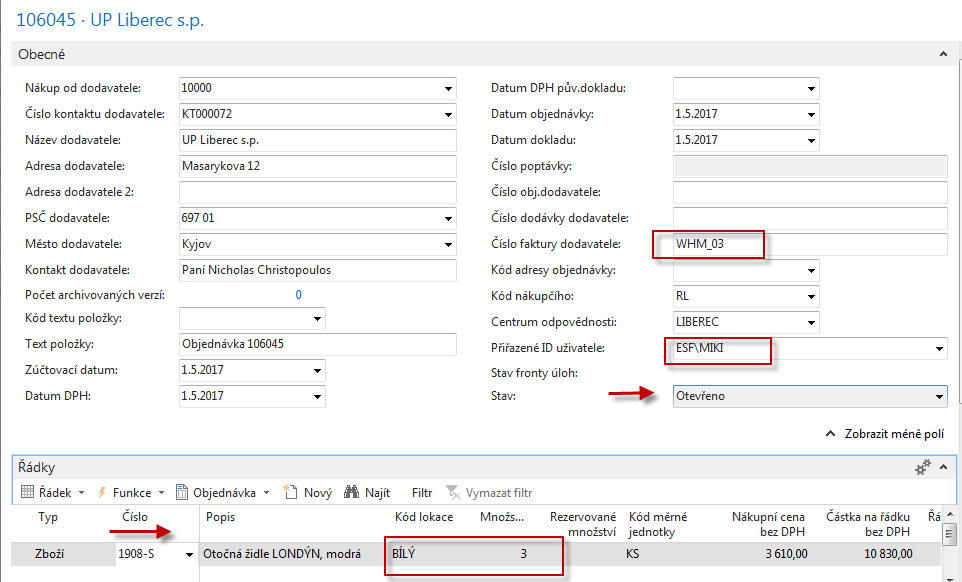 106045 · UP Liberec s.p.
Obecné
Nákup od dodavatele: 10000
Číslo kontaktu dodavatele: KT000072
Název dodavatele: UP Liberec s.p.
Adresa dodavatele: Masarykova 12
Adresa dodavatele 2:
PSČ dodavatele: 697 01
Město dodavatele: Kyjov
Kontakt dodavatele: Paní Nicholas Christopoulos
Počet archivovaných verzí: 0
Kód textu položky:
Text položky: Objednávka 106045
Zúčtovací datum: 1.5.2017
Datum DPH: 1.5.2017
Datum DPH pův.dokladu:
Datum objednávky: 1.5.2017
Datum dokladu: 1.5.2017
Číslo poptávky:
Číslo obj.dodavatele:
Číslo dodávky dodavatele:
Číslo faktury dodavatele: WHM_03
Kód adresy objednávky:
Kód nákupčího: RL
Centrum odpovědnosti: LIBEREC
Přiřazené ID uživatele: ESF\MIKI
Stav fronty úloh:
Stav: Otevřeno
Zobrazit méně polí
Řádky
Řádek Funkce Objednávka Nový Najít Filtr Vymazat filtr
Typ Číslo Popis Kód lokace Množs... Rezervované množství Kód měrné jednotky Nákupní cena bez DPH Částka na řádku bez DPH Řá
Zboží 1908-S Otočná židle LONDÝN, modrá BÍLÝ 3 KS 3 610,00 10 830,00